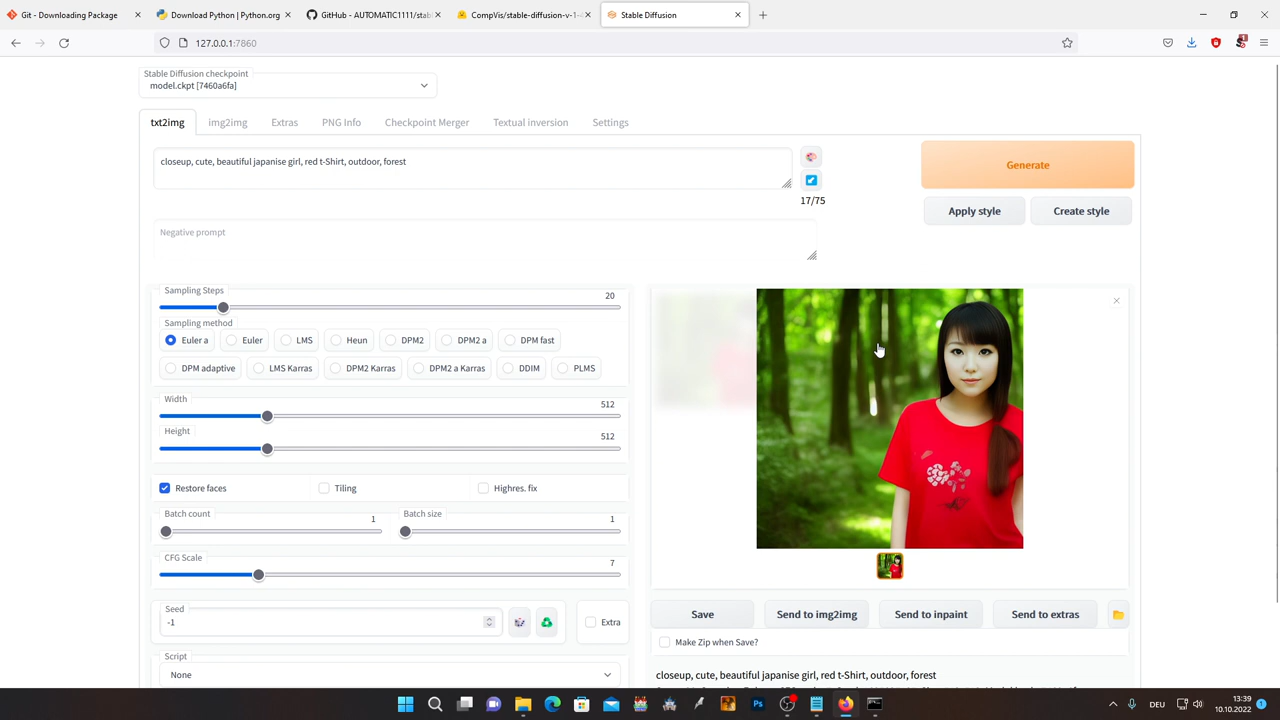 Git - Downloading Package
Download Python | Python.org
GitHub - AUTOMATIC1111/stab
CompVis/stable-diffusion-v-1-4
Stable Diffusion
127.0.0.1:7860
1
Stable Diffusion checkpoint
model.ckpt [7460a6fa]
txt2img
img2img
Extras
PNG Info
Checkpoint Merger
Textual inversion
Settings
closeup, cute, beautiful japanise girl, red t-Shirt, outdoor, forest
17/75
Generate
Apply style
Create style
Negative prompt
Sampling Steps
20
Sampling method
Euler a
Euler
LMS
Heun
DPM2
DPM2 a
DPM fast
DPM adaptive
LMS Karras
DPM2 Karras
DPM2 a Karras
DDIM
PLMS
Width
512
Height
512
Restore faces
Tiling
Highres. fix
Batch count
1
Batch size
1
CFG Scale
7
Seed
-1
Extra
Script
None
Save
Send to img2img
Send to inpaint
Send to extras
Make Zip when Save?
closeup, cute, beautiful japanise girl, red t-Shirt, outdoor, forest
DEU
13:39
10.10.2022